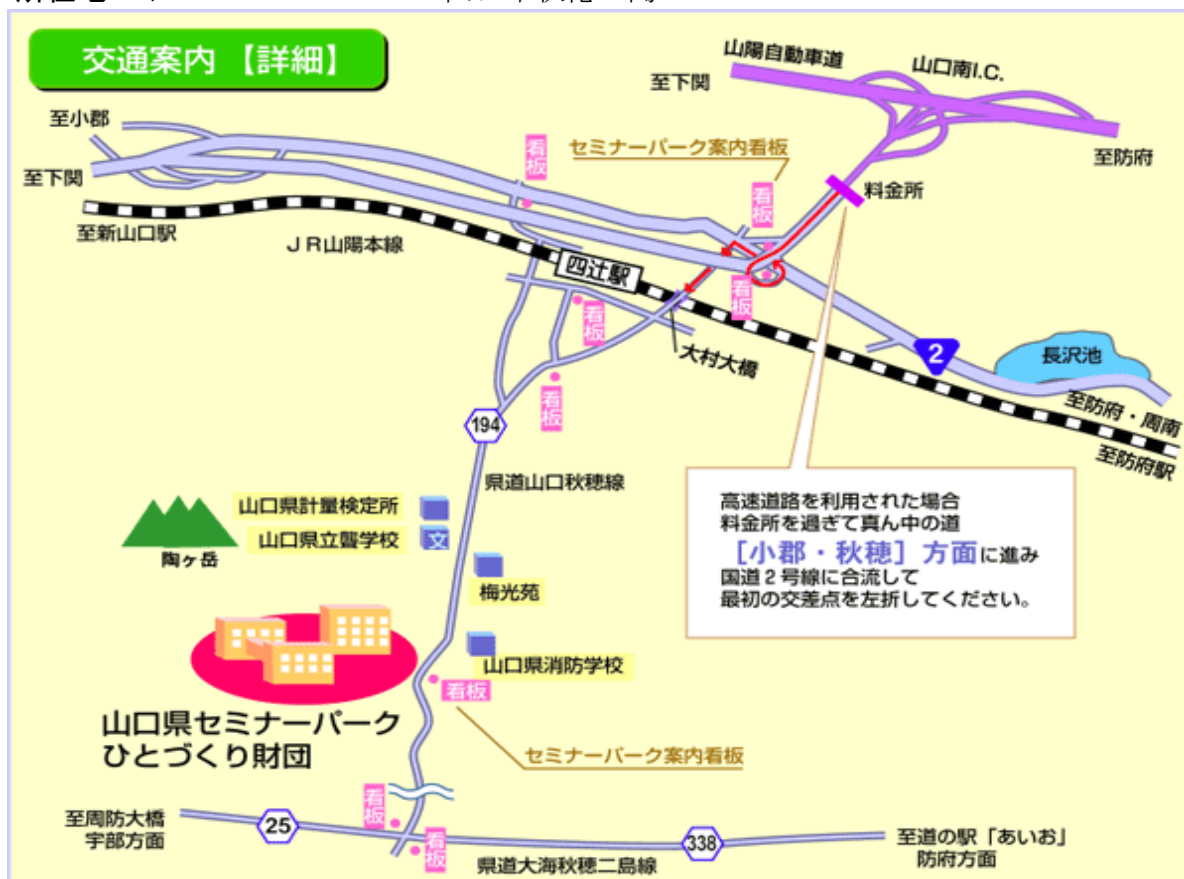 交通案内【詳細】
山陽自動車道
山口南I.C.
至下関
至防府
至小郡
至下関
看板
セミナーパーク案内看板
看板
料金所
至新山口駅
JR山陽本線
四辻駅
看板
看板
大村大橋
2
長沢池
至防府・周南
至防府駅
看板
194
県道山口秋穂線
高速道路を利用された場合
料金所を過ぎて真ん中の道
[小郡・秋穂]方面に進み
国道2号線に合流して
最初の交差点を左折してください。
山口県計量検定所
山口県立聾学校
文
陶ヶ岳
梅光苑
山口県消防学校
看板
山口県セミナーパーク
ひとづくり財団
セミナーパーク案内看板
至周防大橋
宇部方面
25
看板
看板
338
県道大海秋穂二島線
至道の駅「あいお」
防府方面